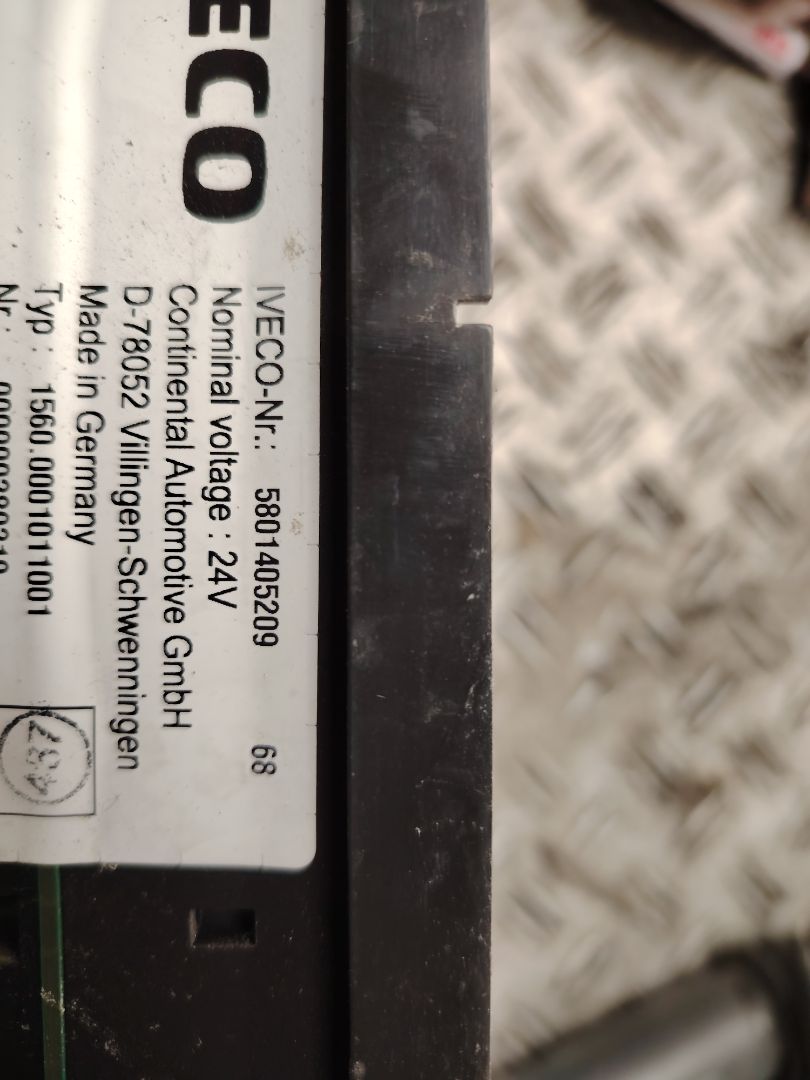 ECO
IVECO-Nr.: 5801405209 68
Nominal voltage : 24V
Continental Automotive GmbH
D-78052 Villingen-Schwenningen
Made in Germany
Typ : 1560.0001011001
Nr :